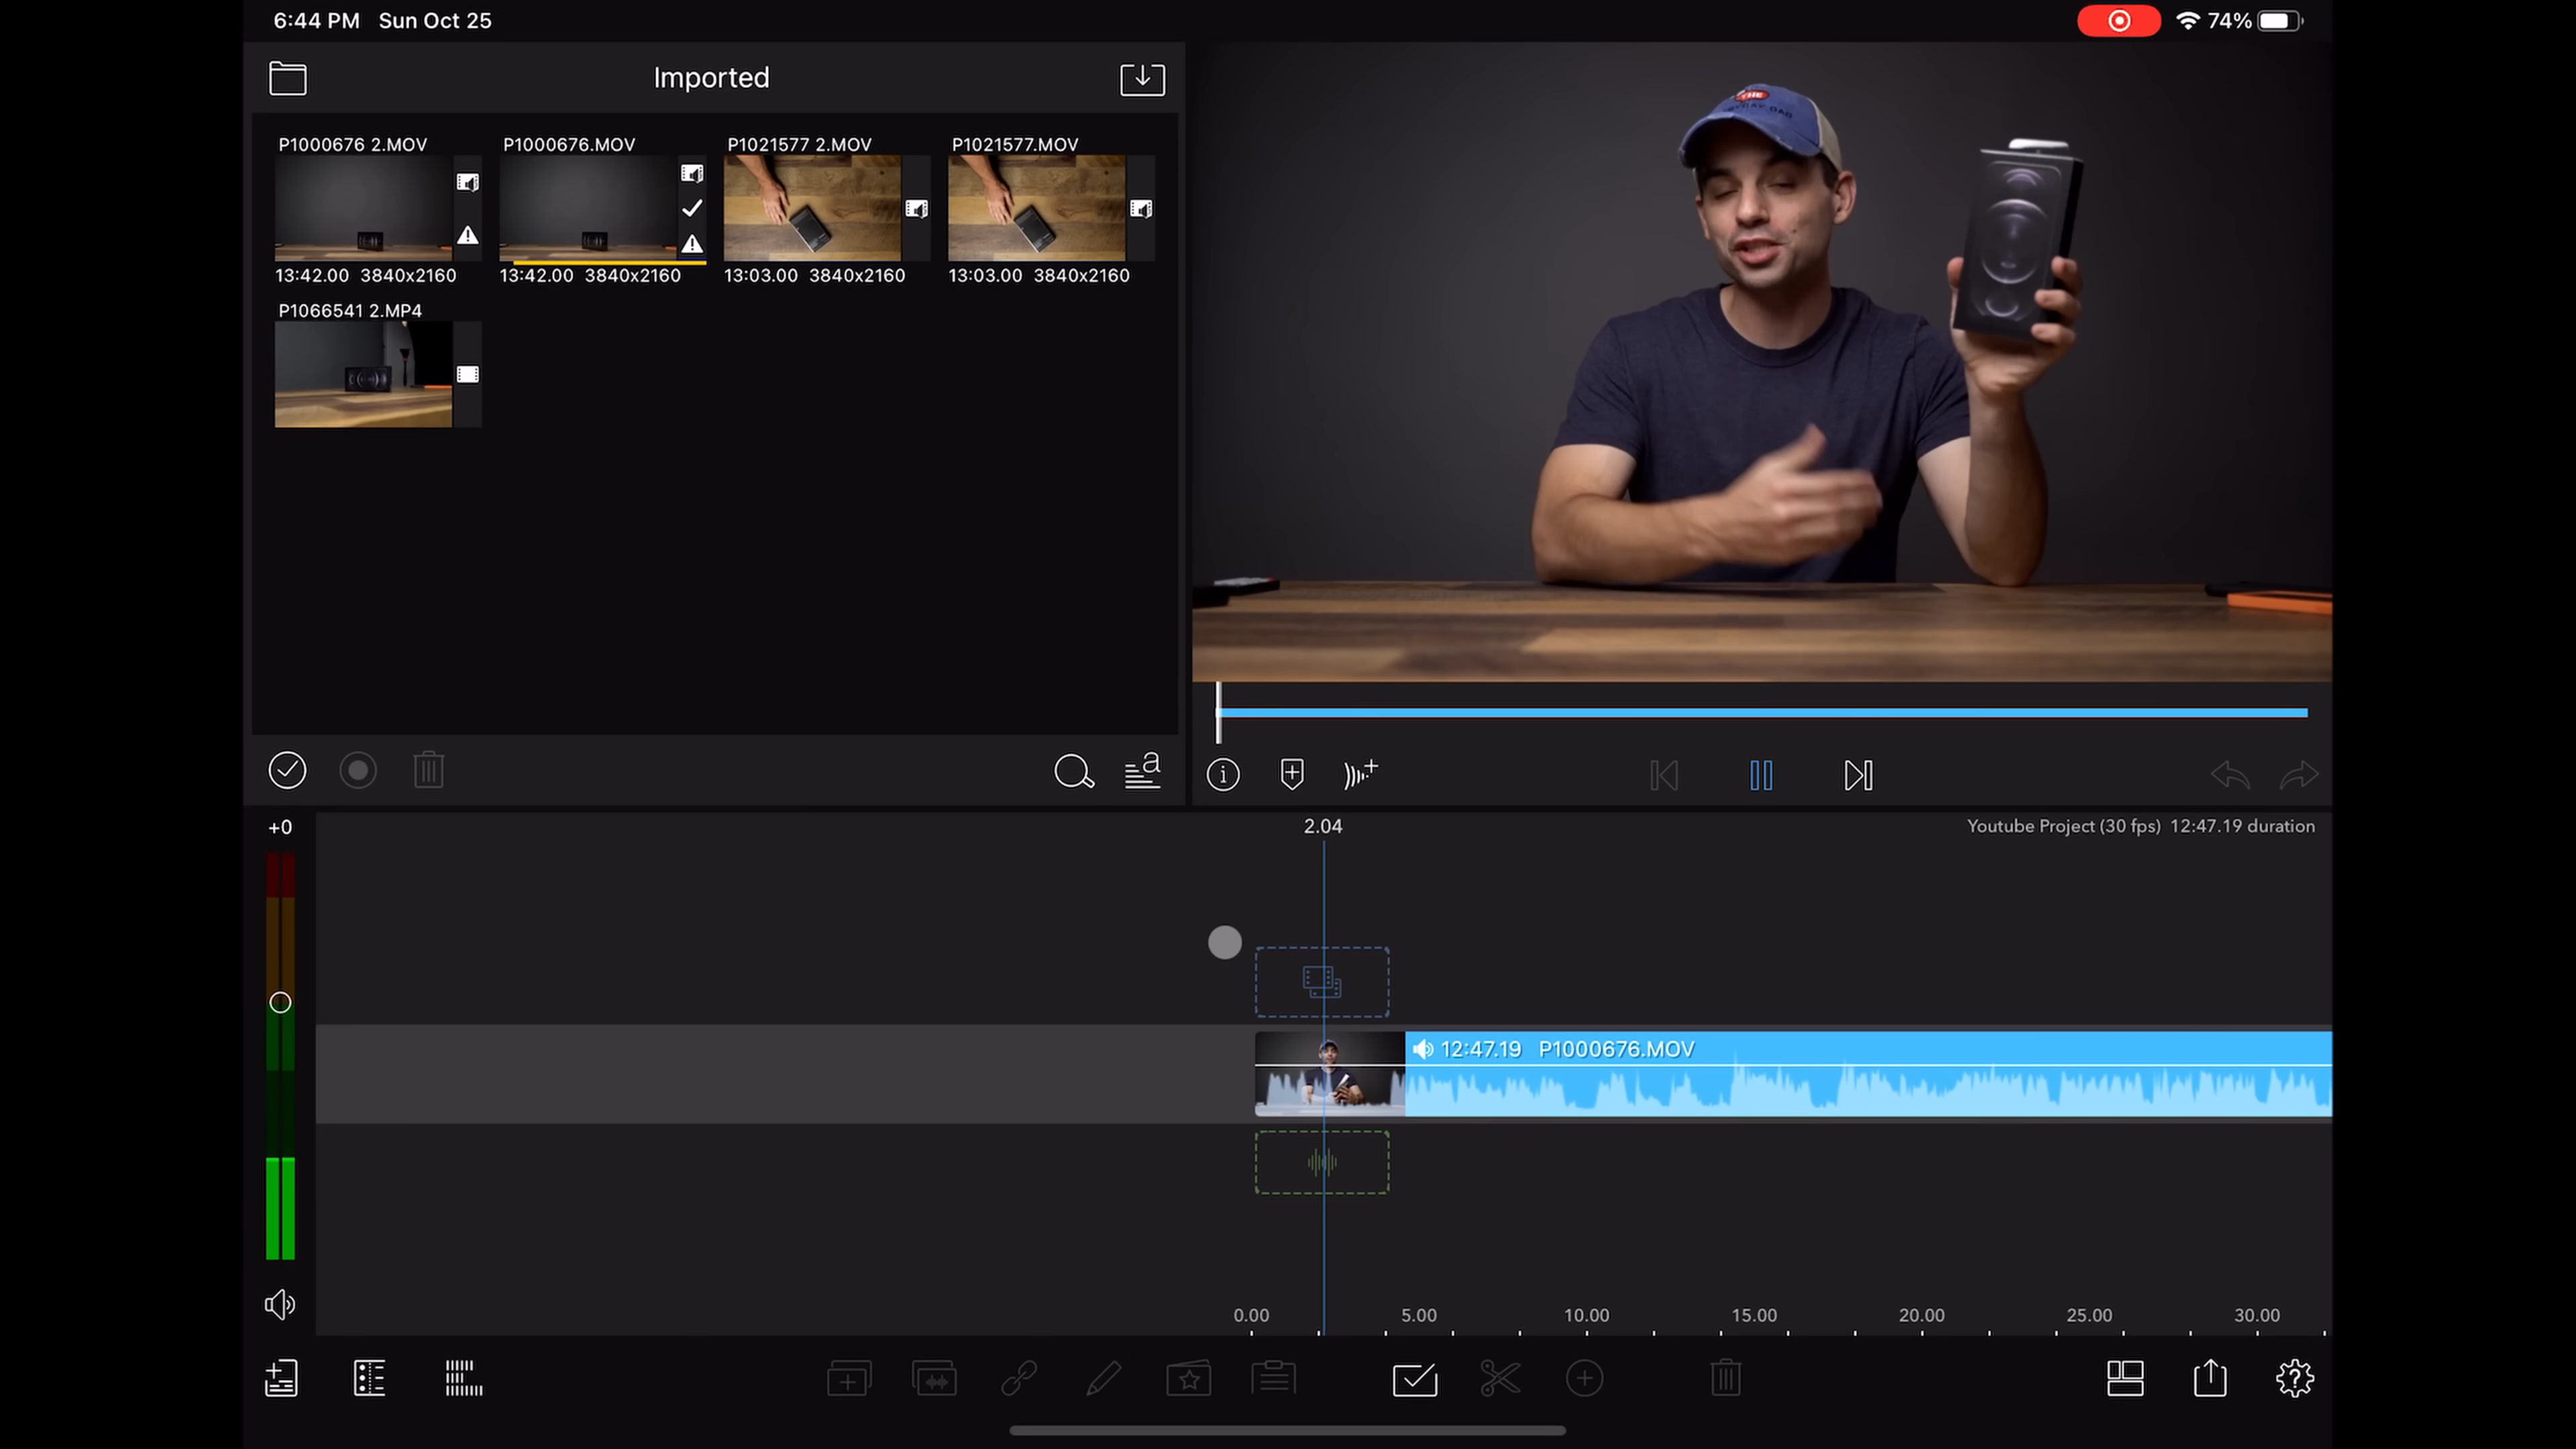 6:44 PM Sun Oct 25
74%
Imported
P1000676 2.MOV
P1000676.MOV
P1021577 2.MOV
P1021577.MOV
13:42.00 3840x2160
13:42.00 3840x2160
13:03.00 3840x2160
13:03.00 3840x2160
P1066541 2.MP4
THE
DAD
a
+0
2.04
Youtube Project (30 fps) 12:47.19 duration
12:47.19 P1000676.MOV
0.00
5.00
10.00
15.00
20.00
25.00
30.00